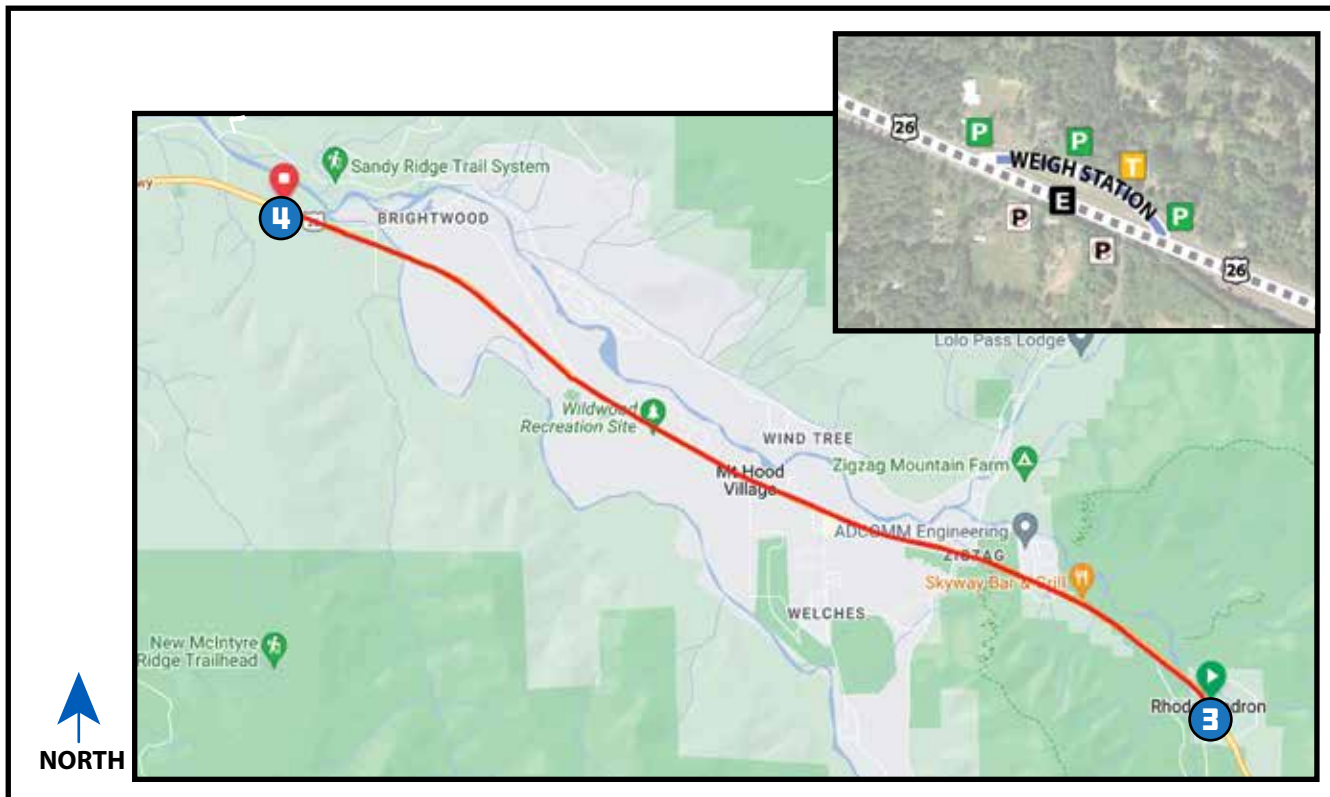 26
P
P
WEIGH STATION
T
P
E
P
P
26
Sandy Ridge Trail System
wy
4
BRIGHTWOOD
Lolo Pass Lodge
Wildwood
Recreation Site
WIND TREE
Mt Hood
Village
Zigzag Mountain Farm
ADCOMM Engineering
ZIGZAG
Skyway Bar & Grill
WELCHES
New McIntyre
Ridge Trailhead
3
NORTH